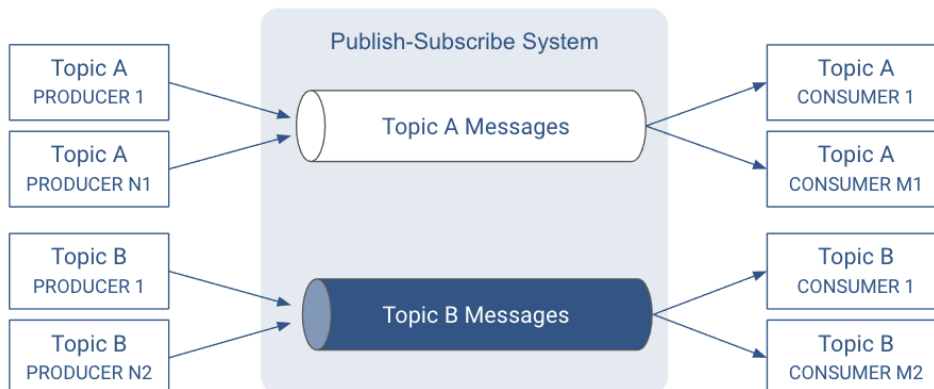 Publish-Subscribe System
Topic A
PRODUCER 1
Topic A
PRODUCER N1
Topic A Messages
Topic A
CONSUMER 1
Topic A
CONSUMER M1
Topic B
PRODUCER 1
Topic B
PRODUCER N2
Topic B Messages
Topic B
CONSUMER 1
Topic B
CONSUMER M2